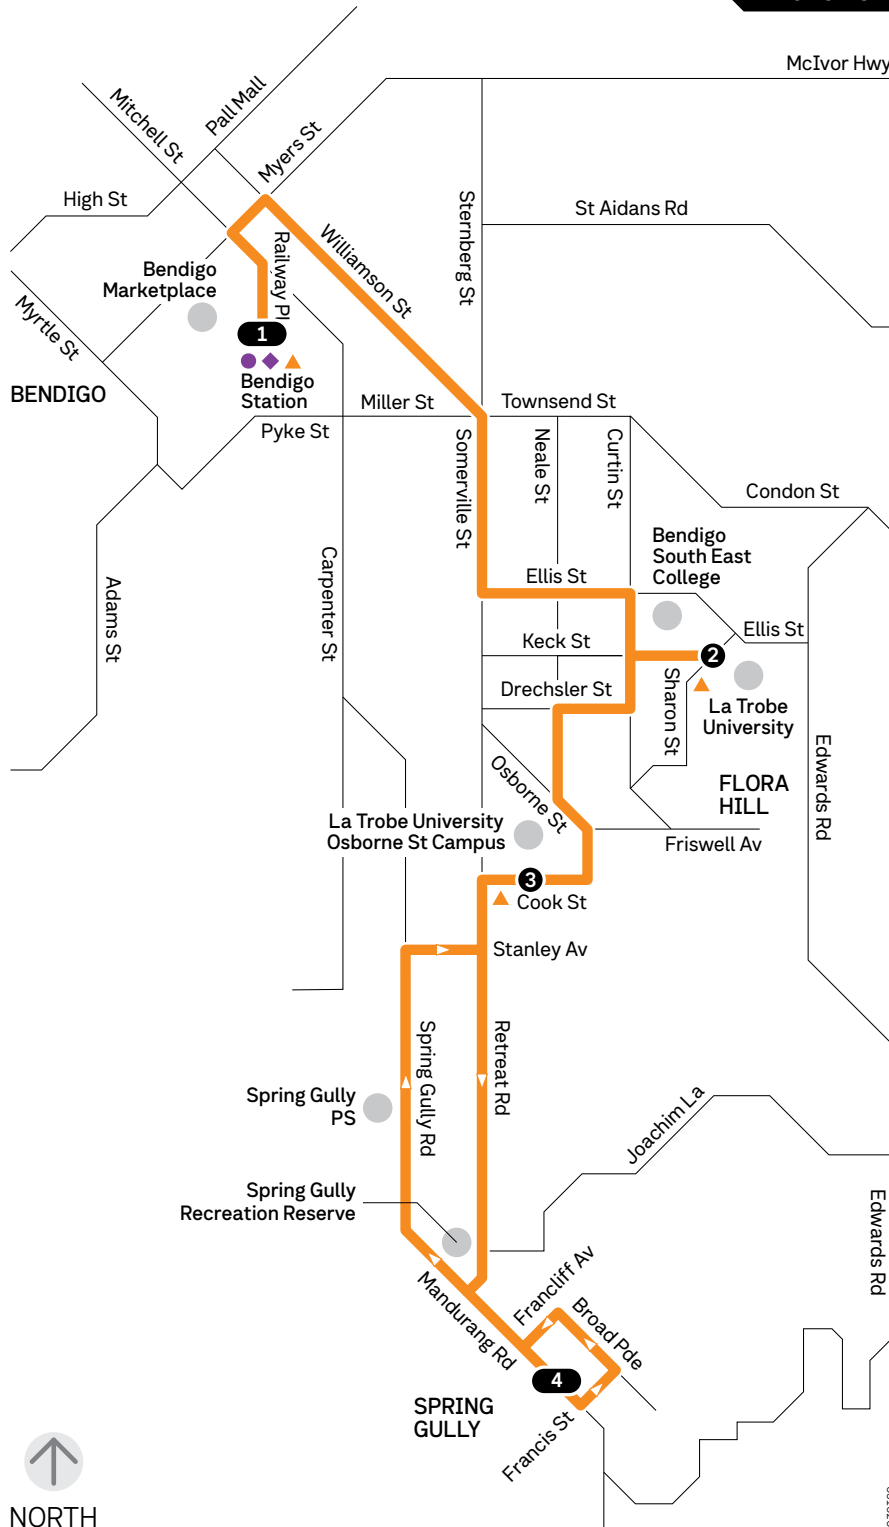 McIvor Hwy
Pall Mall
Mitchell St
Myers St
High St
St Aidans Rd
Sternberg St
Railway Pl
Williamson St
Bendigo
Marketplace
Myrtle St
1
Bendigo
Station
BENDIGO
Miller St
Townsend St
Pyke St
Somerville St
Neale St
Curtin St
Condon St
Bendigo
South East
College
Adams St
Carpenter St
Ellis St
Ellis St
Keck St
2
Drechsler St
Sharon St
La Trobe
University
Edwards Rd
Osborne St
FLORA
HILL
La Trobe University
Osborne St Campus
Friswell Av
3
Cook St
Stanley Av
Spring Gully Rd
Retreat Rd
Spring Gully
PS
Joachim La
Spring Gully
Recreation Reserve
Edwards Rd
Francliff Av
Broad Pde
Mandurang Rd
4
SPRING
GULLY
Francis St
NORTH